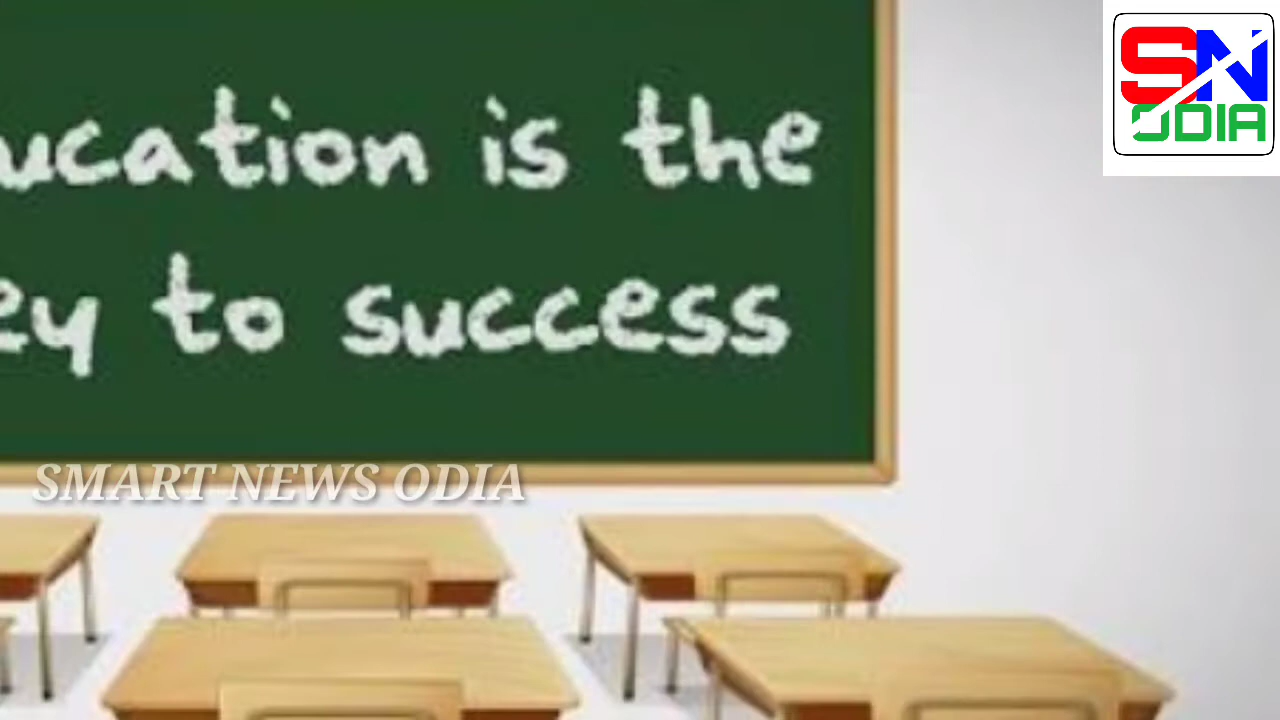 SN
ODIA
ucation is the
ey to success
SMART NEWS ODIA